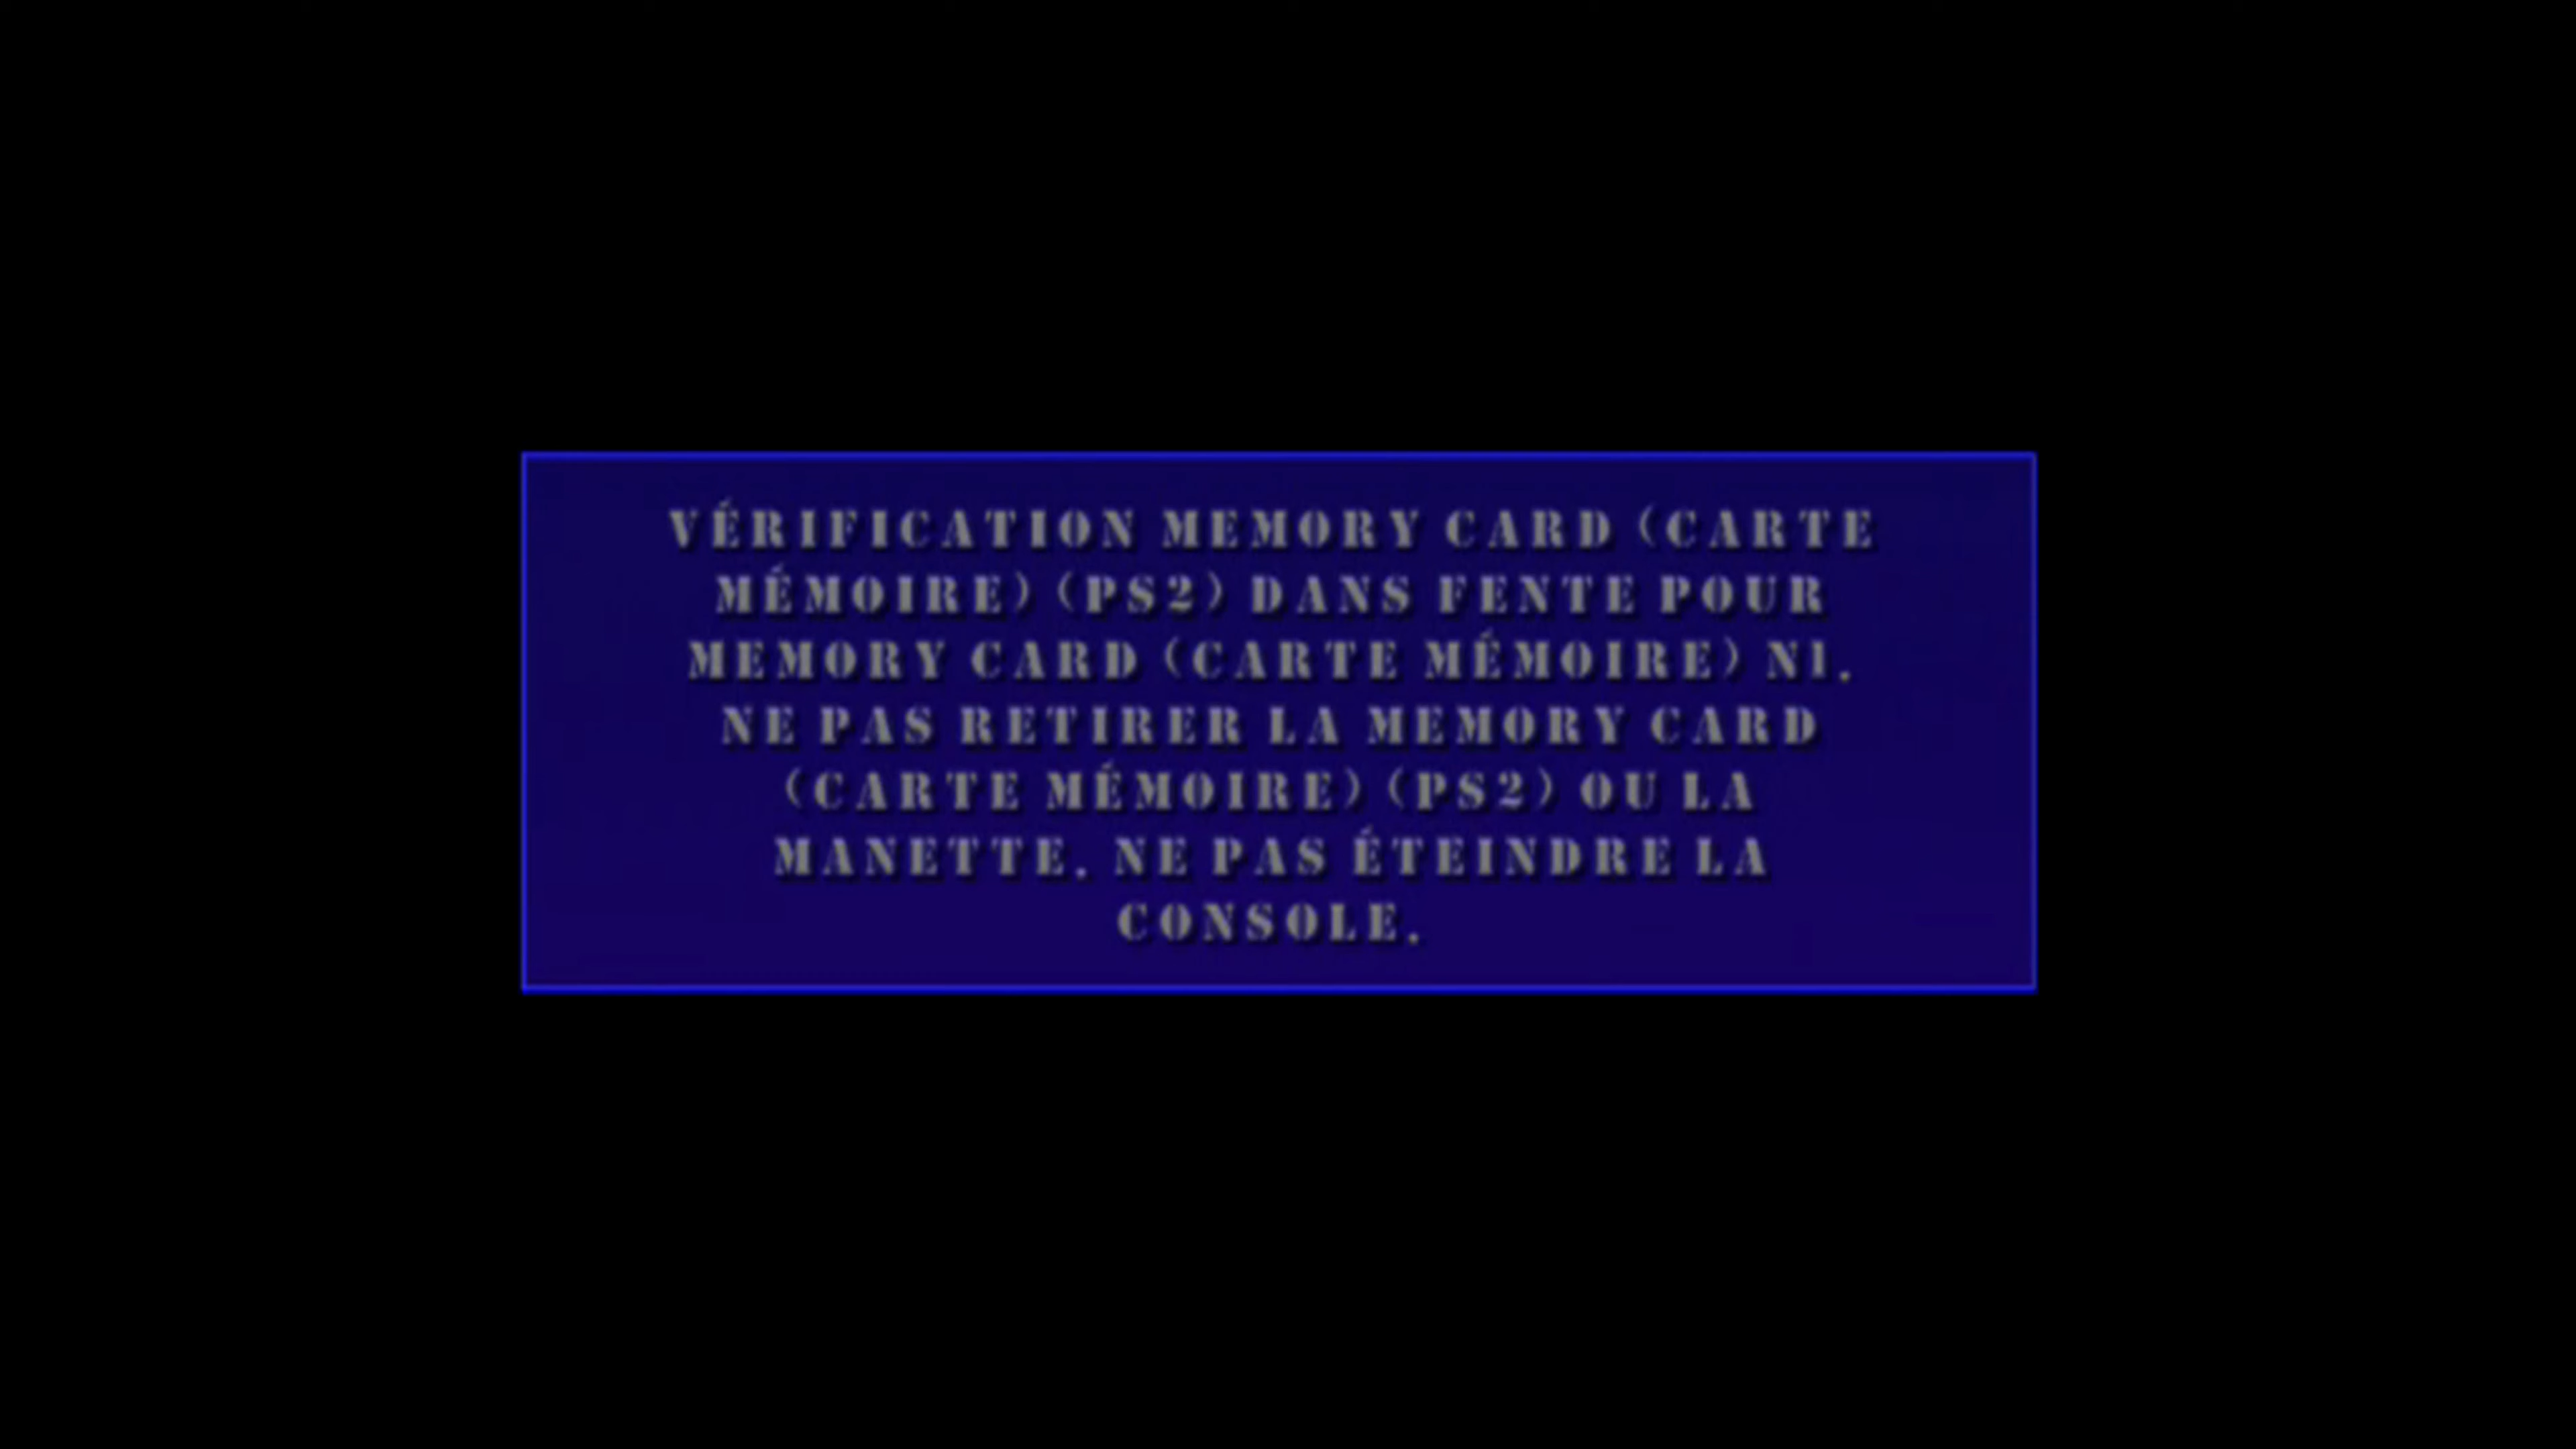 VÉRIFICATION MEMORY CARD (CARTE
MÉMOIRE) (PS2) DANS FENTE POUR
MEMORY CARD (CARTE MÉMOIRE) N1.
NE PAS RETIRER LA MEMORY CARD
(CARTE MÉMOIRE) (PS2) OU LA
MANETTE. NE PAS ÉTEINDRE LA
CONSOLE.